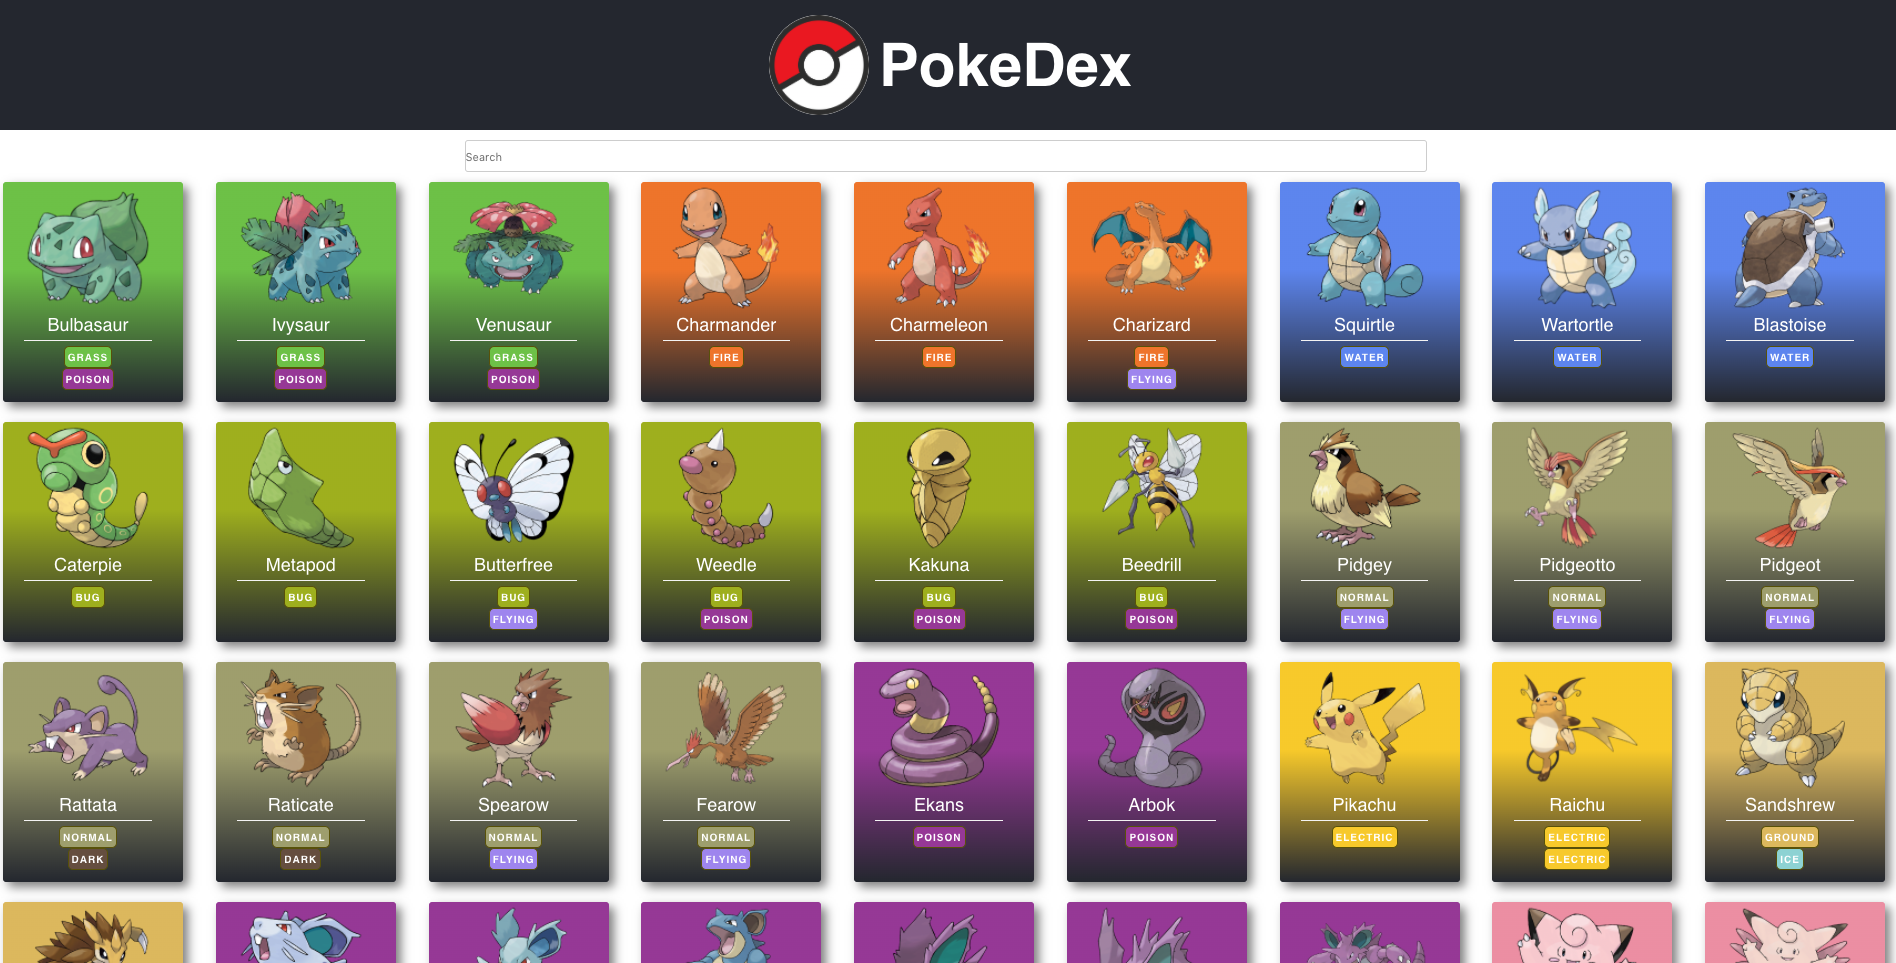 PokeDex
Search
Bulbasaur
GRASS
POISON
Ivysaur
GRASS
POISON
Venusaur
GRASS
POISON
Charmander
FIRE
Charmeleon
FIRE
Charizard
FIRE
FLYING
Squirtle
WATER
Wartortle
WATER
Blastoise
WATER
Caterpie
BUG
Metapod
BUG
Butterfree
BUG
FLYING
Weedle
BUG
POISON
Kakuna
BUG
POISON
Beedrill
BUG
POISON
Pidgey
NORMAL
FLYING
Pidgeotto
NORMAL
FLYING
Pidgeot
NORMAL
FLYING
Rattata
NORMAL
DARK
Raticate
NORMAL
DARK
Spearow
NORMAL
FLYING
Fearow
NORMAL
FLYING
Ekans
POISON
Arbok
POISON
Pikachu
ELECTRIC
Raichu
ELECTRIC
ELECTRIC
Sandshrew
GROUND
ICE